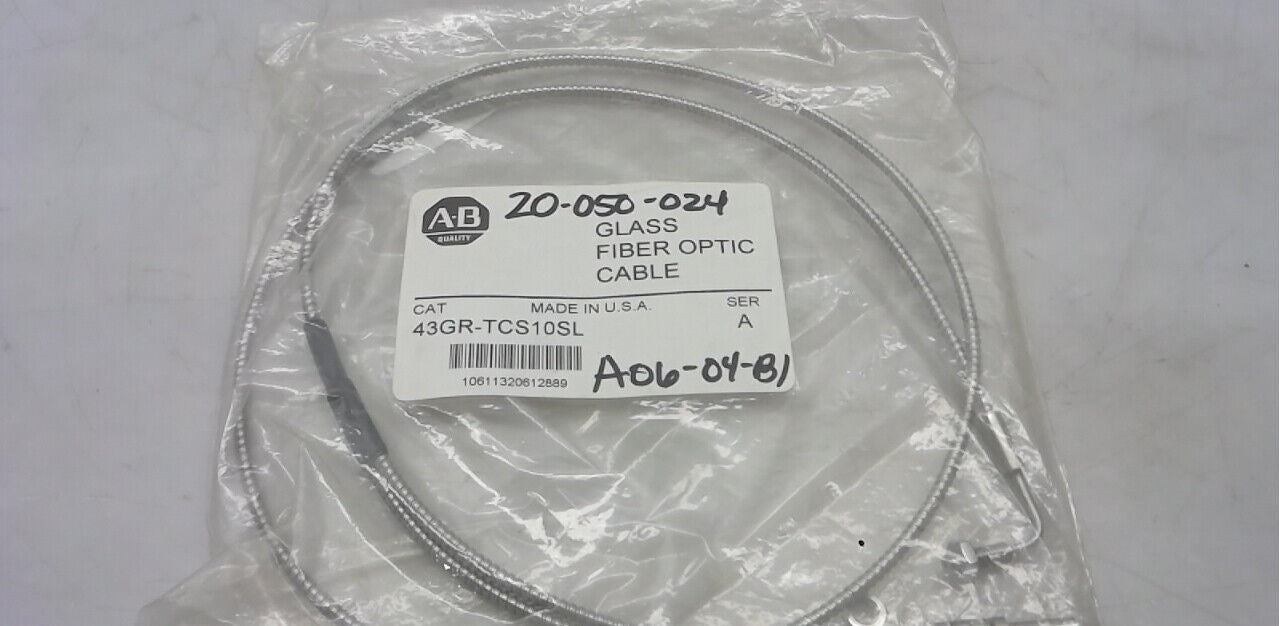 A-B
QUALITY
20-050-024
GLASS
FIBER OPTIC
CABLE
CAT MADE IN U.S.A. SER
43GR-TCS10SL A
10611320612889
A06-04-B1